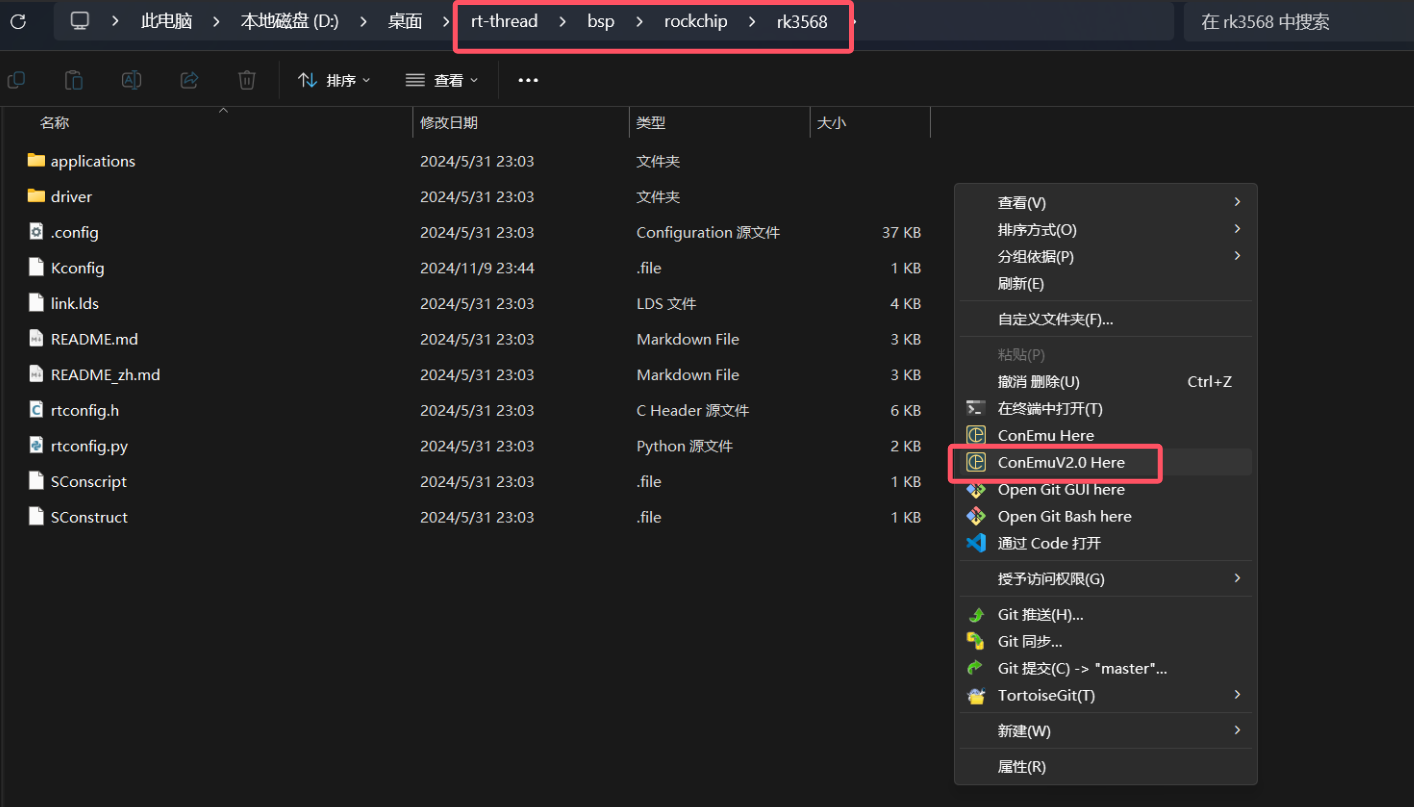 此电脑 > 本地磁盘 (D:) > 桌面 > rt-thread > bsp > rockchip > rk3568 在 rk3568 中搜索
排序 查看
名称 修改日期 类型 大小
applications 2024/5/31 23:03 文件夹
driver 2024/5/31 23:03 文件夹
.config 2024/5/31 23:03 Configuration 源文件 37 KB
Kconfig 2024/11/9 23:44 .file 1 KB
link.lds 2024/5/31 23:03 LDS 文件 4 KB
README.md 2024/5/31 23:03 Markdown File 3 KB
README_zh.md 2024/5/31 23:03 Markdown File 3 KB
rtconfig.h 2024/5/31 23:03 C Header 源文件 6 KB
rtconfig.py 2024/5/31 23:03 Python 源文件 2 KB
SConscript 2024/5/31 23:03 .file 1 KB
SConstruct 2024/5/31 23:03 .file 1 KB
查看(V)
排序方式(O)
分组依据(P)
刷新(E)
自定义文件夹(F)...
粘贴(P)
撤消 删除(U) Ctrl+Z
在终端中打开(T)
ConEmu Here
ConEmuV2.0 Here
Open Git GUI here
Open Git Bash here
通过 Code 打开
授予访问权限(G)
Git 推送(H)...
Git 同步...
Git 提交(C) -> "master"...
TortoiseGit(T)
新建(W)
属性(R)